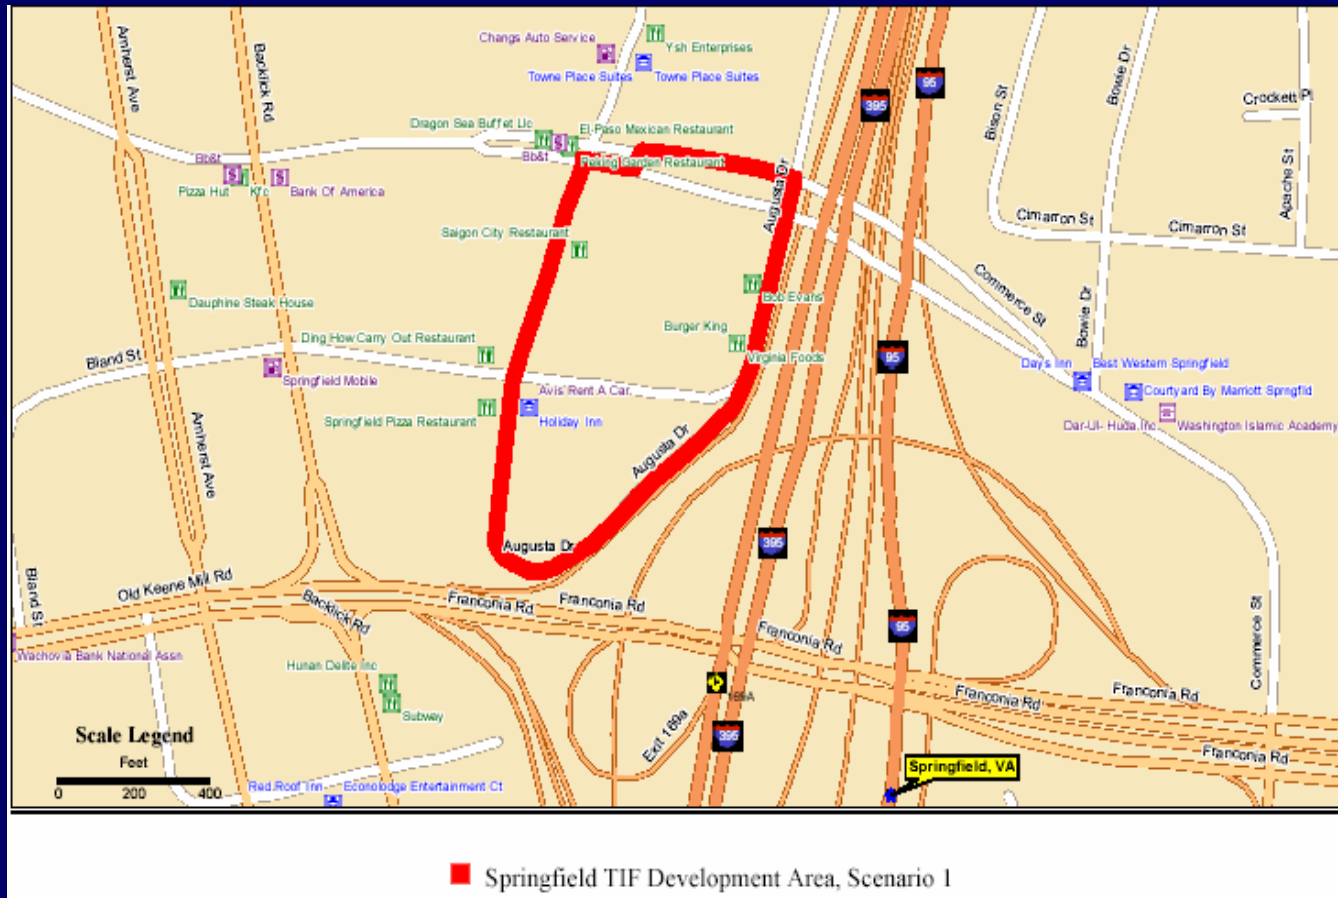 Changs Auto Service
Ysh Enterprises
Towne Place Suites
Towne Place Suites
Amherst Ave
Backlick Rd
395
95
Bison St
Bowie Dr
Crockett Pl
Apache St
Dragon Sea Buffet Llc
El Paso Mexican Restaurant
Bb&t
Bb&t
Peking Garden Restaurant
Pizza Hut
Kfc
Bank Of America
Augusta Dr
Cimarron St
Cimarron St
Saigon City Restaurant
Commerce St
Dauphine Steak House
Bob Evans
Bowie Dr
Burger King
Ding How Carry Out Restaurant
Bland St
Virginia Foods
95
Days Inn
Best Western Springfield
Springfield Mobile
Avis Rent A Car
Courtyard By Marriott Sprngfld
Springfield Pizza Restaurant
Holiday Inn
Dar-Ul- Huda Inc
Washington Islamic Academy
Amherst Ave
Augusta Dr
Augusta Dr
395
Old Keene Mill Rd
Bland St
Backlick Rd
Franconia Rd
Franconia Rd
Franconia Rd
95
Commerce St
Wachovia Bank National Assn
Hunan Delite Inc
Subway
169A
Exit 169a
395
Franconia Rd
Franconia Rd
Franconia Rd
Springfield, VA
Scale Legend
Feet
0 200 400
Red Roof Inn
Econolodge Entertainment Ct
Springfield TIF Development Area, Scenario 1